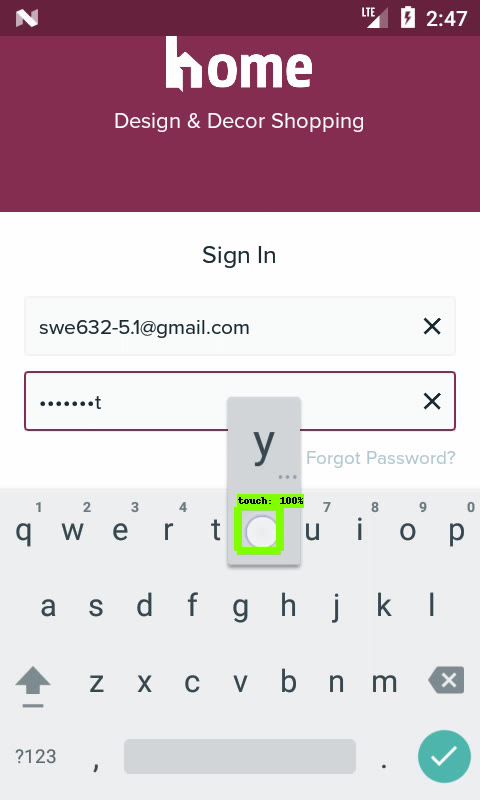 LTE 2:47
home
Design & Decor Shopping
Sign In
swe632-5.1@gmail.com
•••••••t
Forgot Password?
y
...
touch: 100%
1 2 3 4 7 8 9 0
q w e r t u i o p
a s d f g h j k l
z x c v b n m
?123 , .